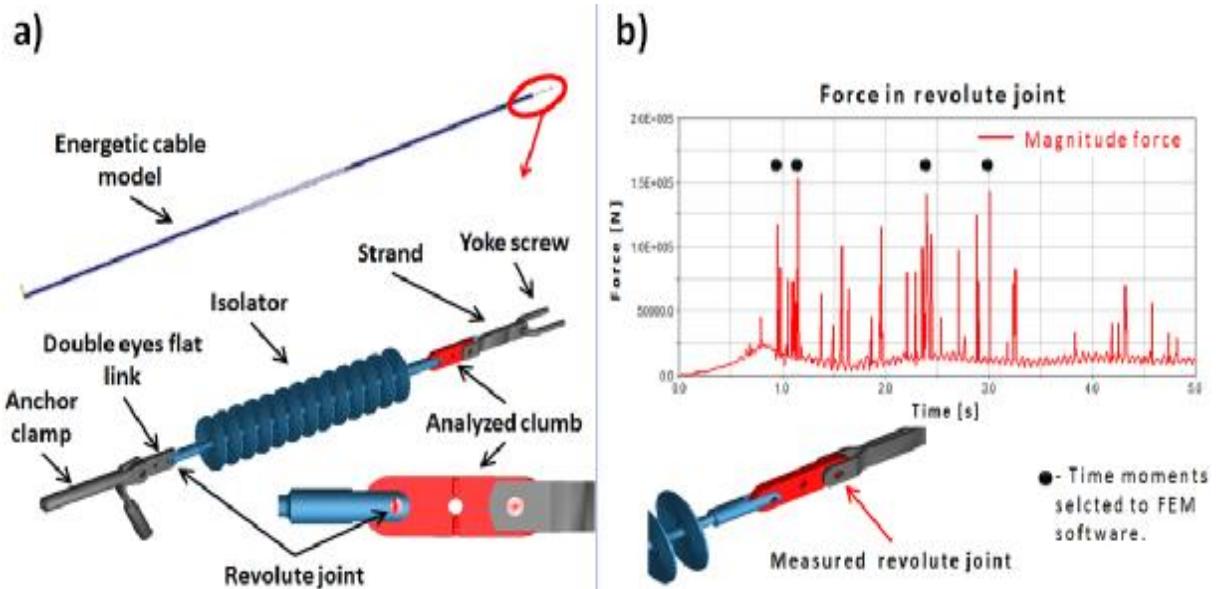 a)
Energetic cable
model
Yoke screw
Strand
Isolator
Double eyes flat
link
Anchor
clamp
Analyzed clumb
Revolute joint
b)
Force in revolute joint
2.0E+005
1.5E+005
1.0E+005
50000.0
0.0
Force [N]
Magnitude force
0.0 1.0 2.0 3.0 4.0 5.0
Time [s]
Measured revolute joint
- Time moments
selcted to FEM
software.